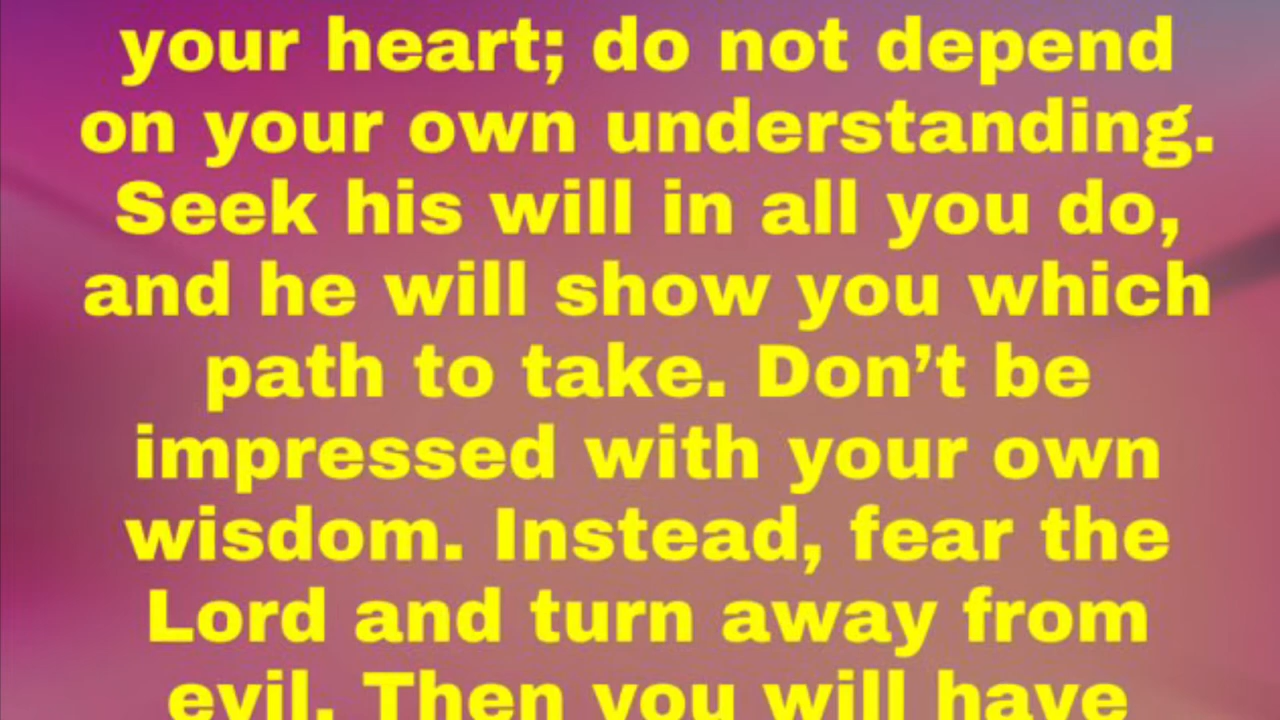 your heart; do not depend
on your own understanding.
Seek his will in all you do,
and he will show you which
path to take. Don’t be
impressed with your own
wisdom. Instead, fear the
Lord and turn away from
evil. Then you will have